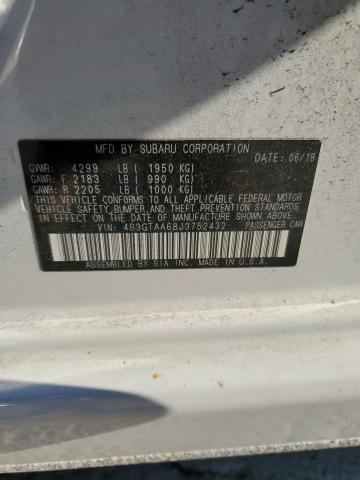 MFD BY SUBARU CORPORATION
GVWR: 4299 LB ( 1950 KG) DATE: 06/18
GAWR: F 2183 LB ( 990 KG)
GAWR: R 2205 LB ( 1000 KG)
THIS VEHICLE CONFORMS TO ALL APPLICABLE FEDERAL MOTOR
VEHICLE SAFETY,BUMPER AND THEFT PREVENTION STANDARDS
IN EFFECT ON THE DATE OF MANUFACTURE SHOWN ABOVE.
VIN: 4S3GTAA68J3752432 PASSENGER CAR
ASSEMBLED BY SIA INC. MADE IN U.S.A.